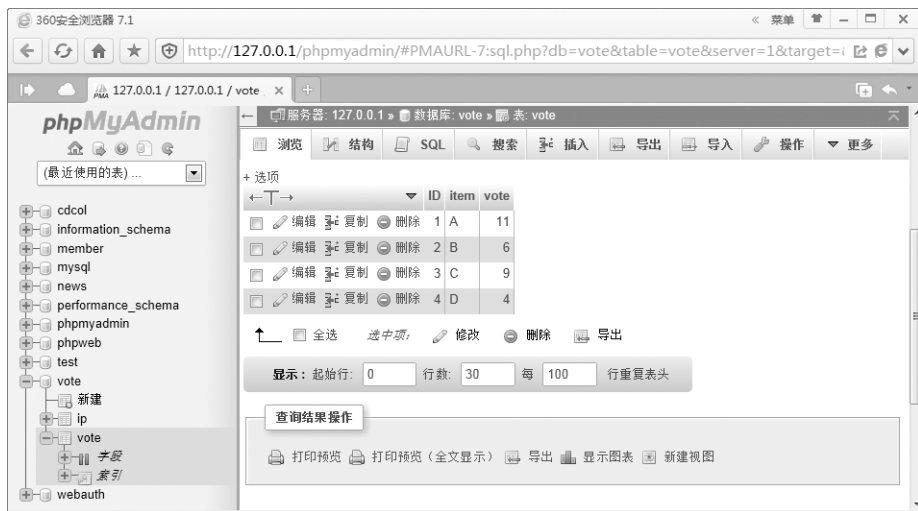 360安全浏览器 7.1
菜单
http://127.0.0.1/phpmyadmin/#PMAURL-7:sql.php?db=vote&table=vote&server=1&target=
127.0.0.1 / 127.0.0.1 / vote
phpMyAdmin
(最近使用的表) ...
cdcol
information_schema
member
mysql
news
performance_schema
phpmyadmin
phpweb
test
vote
新建
ip
vote
字段
索引
webauth
服务器: 127.0.0.1 » 数据库: vote » 表: vote
浏览 结构 SQL 搜索 插入 导出 导入 操作 更多
+ 选项
←T→ ID item vote
编辑 复制 删除 1 A 11
编辑 复制 删除 2 B 6
编辑 复制 删除 3 C 9
编辑 复制 删除 4 D 4
全选 选中项: 修改 删除 导出
显示: 起始行: 0 行数: 30 每 100 行重复表头
查询结果操作
打印预览 打印预览 (全文显示) 导出 显示图表 新建视图